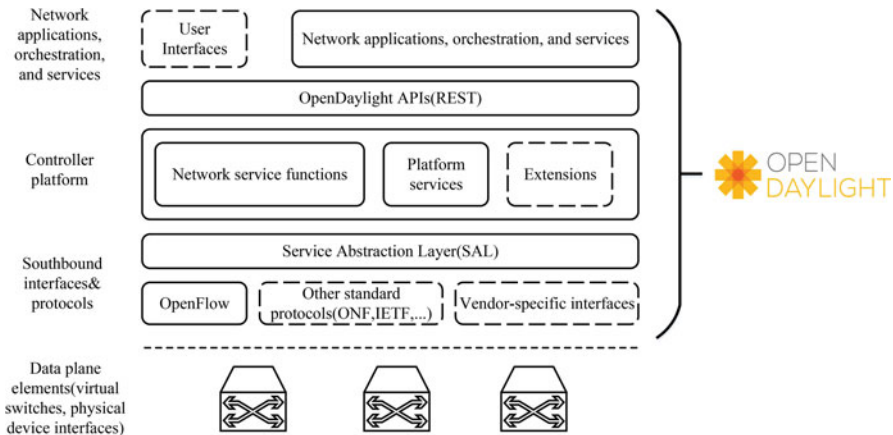 Network
applications,
orchestration,
and services
User
Interfaces
Network applications, orchestration, and services
OpenDaylight APIs(REST)
Controller
platform
Network service functions
Platform
services
Extensions
OPEN
DAYLIGHT
Service Abstraction Layer(SAL)
Southbound
interfaces&
protocols
OpenFlow
Other standard
protocols(ONF,IETF,...)
Vendor-specific interfaces
Data plane
elements(virtual
switches, physical
device interfaces)